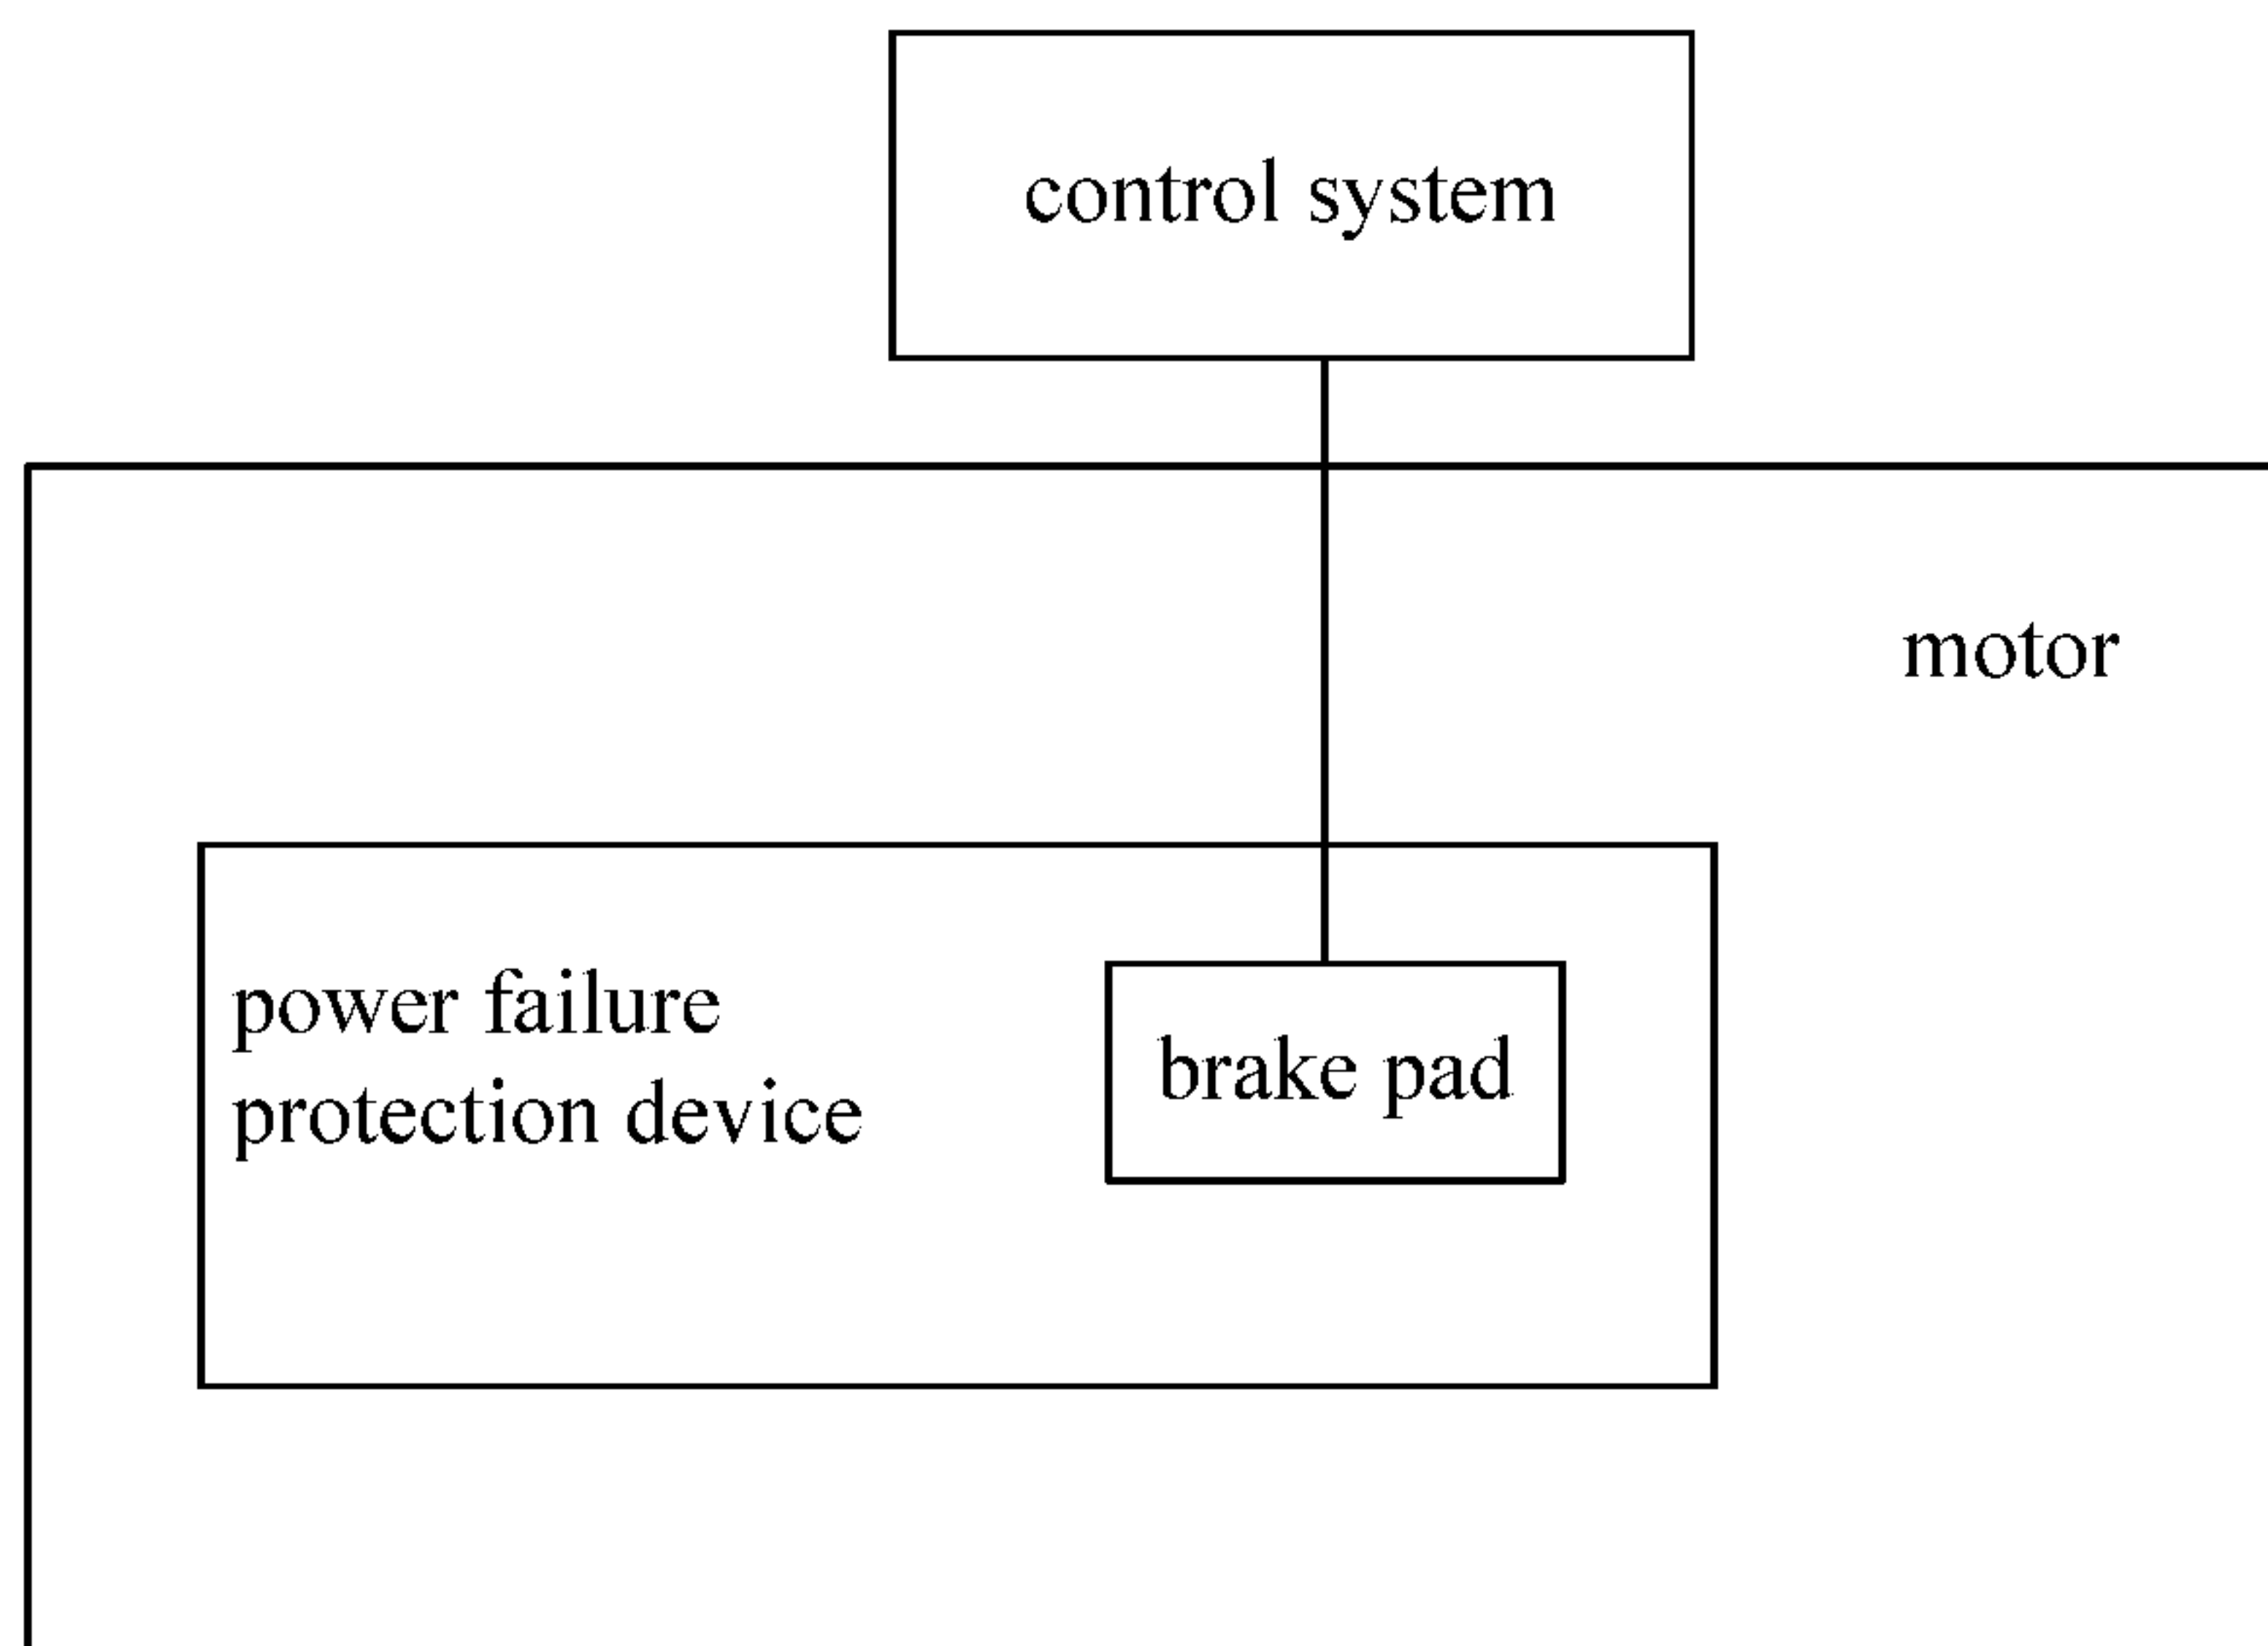 control system
motor
power failure
protection device
brake pad